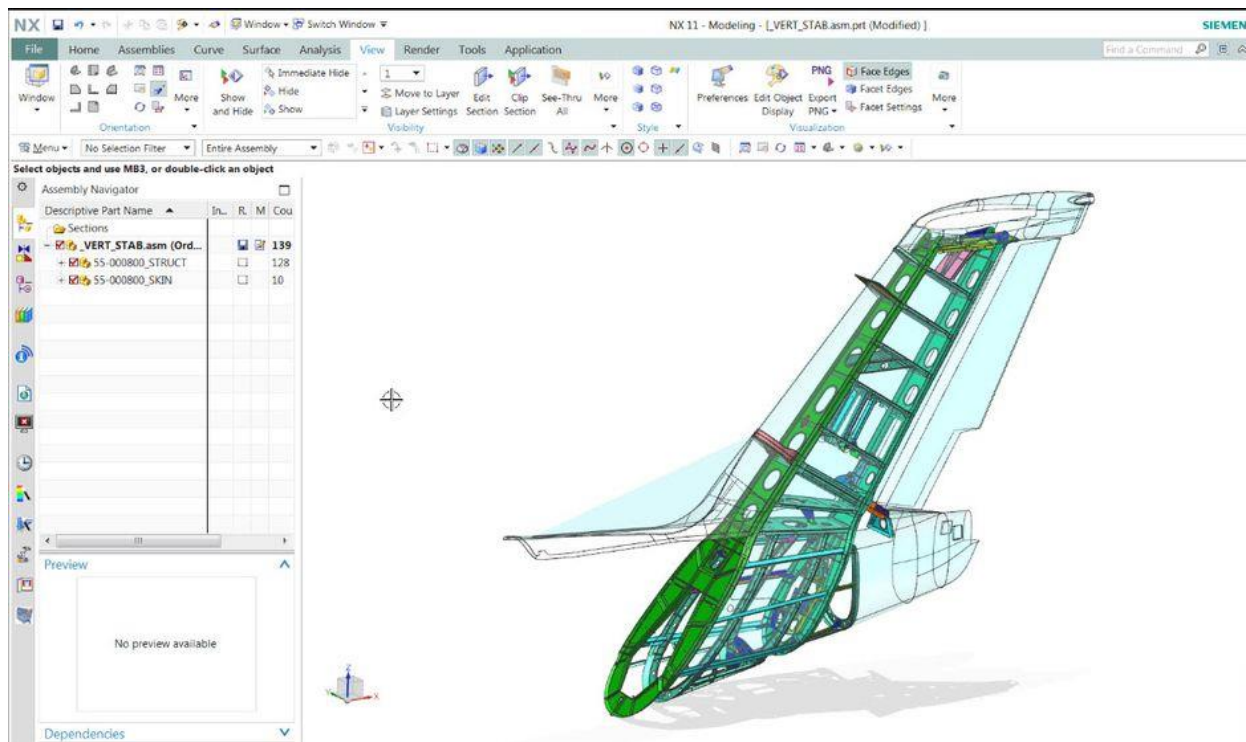 NX Window Switch Window NX 11 - Modeling - [_VERT_STAB.asm.prt (Modified) ] SIEMEN
File Home Assemblies Curve Surface Analysis View Render Tools Application Find a Command
Window More Show and Hide Immediate Hide Hide Show 1 Move to Layer Layer Settings Edit Section Clip Section See-Thru All More Preferences Edit Object Display PNG Export PNG Face Edges Facet Edges Facet Settings More
Orientation Visibility Style Visualization
Menu No Selection Filter Entire Assembly
Select objects and use MB3, or double-click an object
Assembly Navigator
Descriptive Part Name In... R. M Cou
Sections
_VERT_STAB.asm (Ord... 139
55-000800_STRUCT 128
55-000800_SKIN 10
Preview
No preview available
Dependencies
Z
X